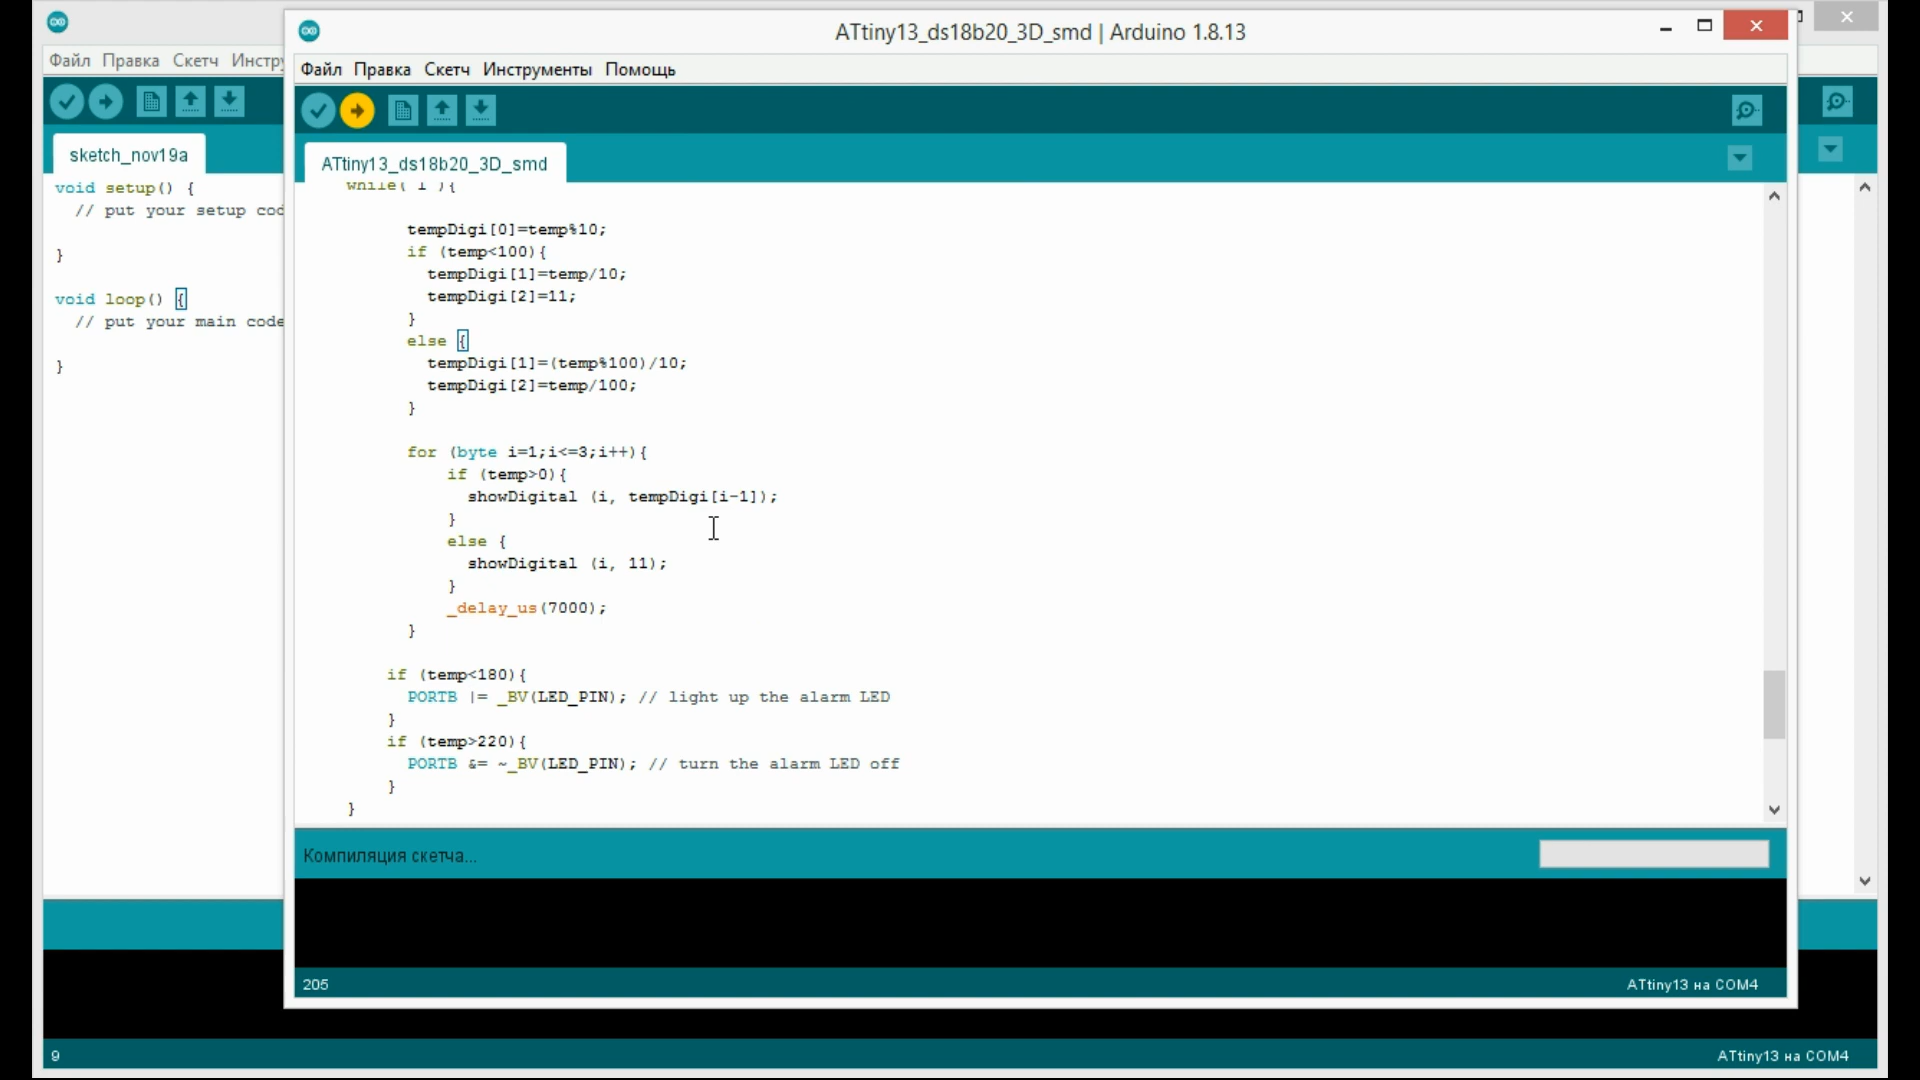 ATtiny13_ds18b20_3D_smd | Arduino 1.8.13
Файл Правка Скетч Инструменты Помощь
ATtiny13_ds18b20_3D_smd
while( 1 ){
tempDigi[0]=temp%10;
if (temp<100){
tempDigi[1]=temp/10;
tempDigi[2]=11;
}
else {
tempDigi[1]=(temp%100)/10;
tempDigi[2]=temp/100;
}
for (byte i=1;i<=3;i++){
if (temp>0){
showDigital (i, tempDigi[i-1]);
}
else {
showDigital (i, 11);
}
_delay_us(7000);
}
if (temp<180){
PORTB |= _BV(LED_PIN); // light up the alarm LED
}
if (temp>220){
PORTB &= ~_BV(LED_PIN); // turn the alarm LED off
}
}
Компиляция скетча...
205
ATtiny13 на COM4
Файл Правка Скетч
sketch_nov19a
void setup() {
// put your setup
}
void loop() {
// put your main code
}
9
ATtiny13 на COM4